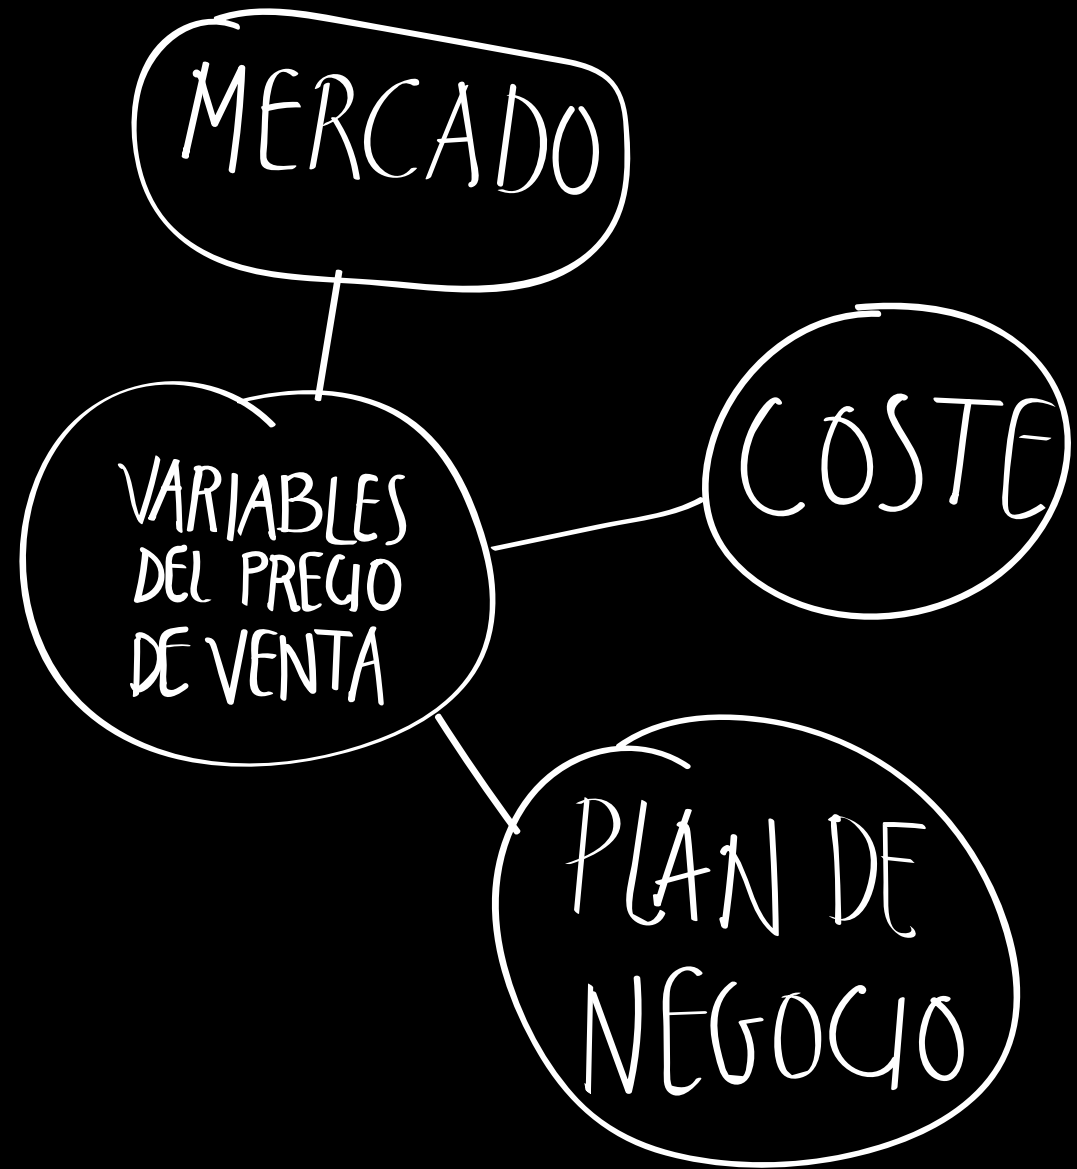 MERCADO
COSTE
VARIABLES
DEL PRECIO
DE VENTA
PLAN DE
NEGOCIO